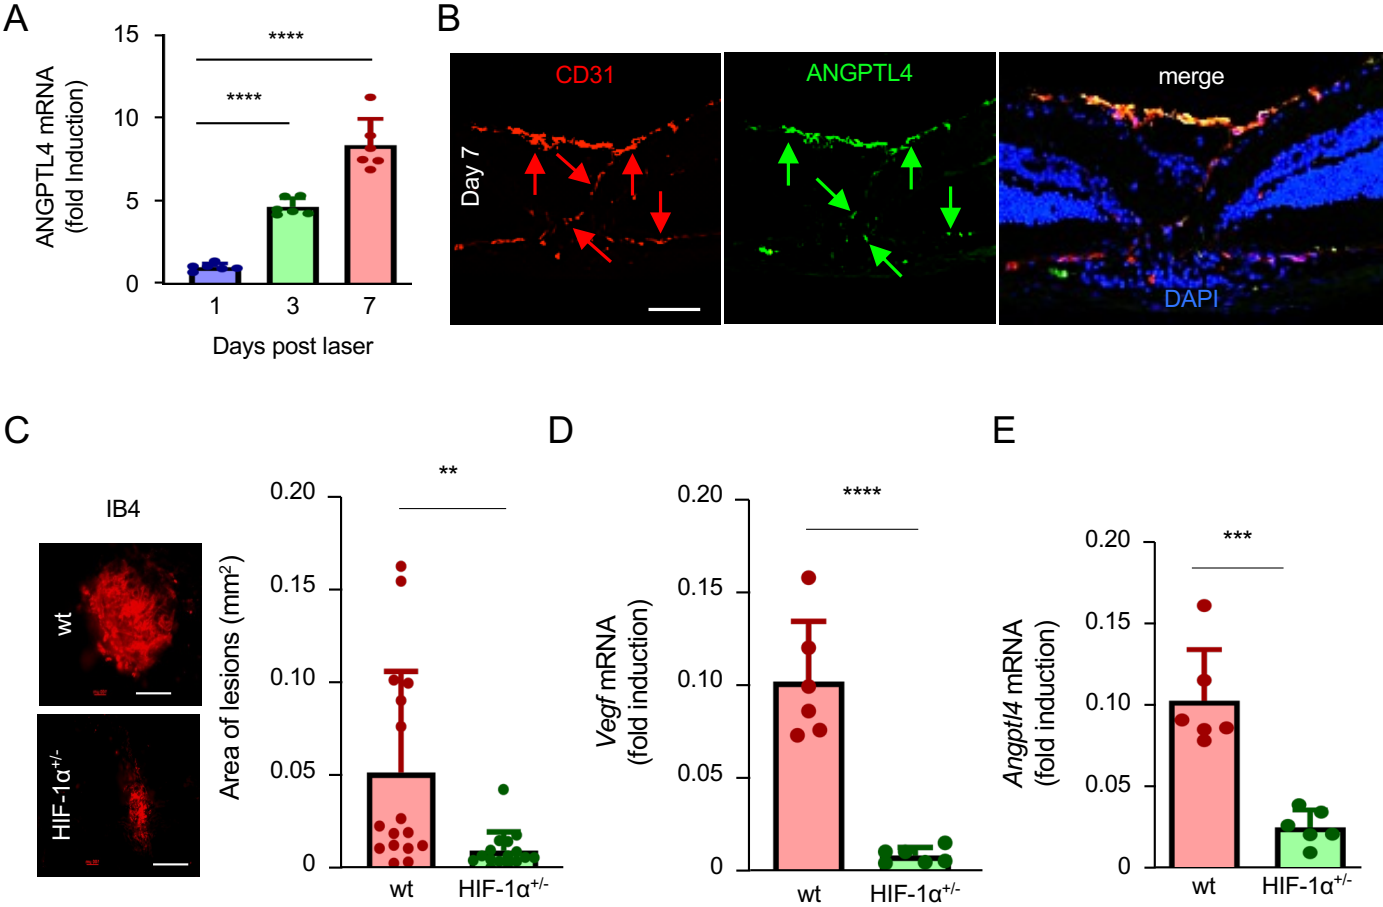 A
ANGPTL4 mRNA
(fold Induction)
15
10
5
0
****
****
1 3 7
Days post laser
B
Day 7
CD31
ANGPTL4
merge
DAPI
C
IB4
wt
HIF-1α+/-
Area of lesions (mm2)
0.20
0.15
0.10
0.05
0
**
wt HIF-1α+/-
D
Vegf mRNA
(fold induction)
0.20
0.15
0.10
0.05
0
****
wt HIF-1α+/-
E
Angptl4 mRNA
(fold induction)
0.20
0.15
0.10
0.05
0
***
wt HIF-1α+/-